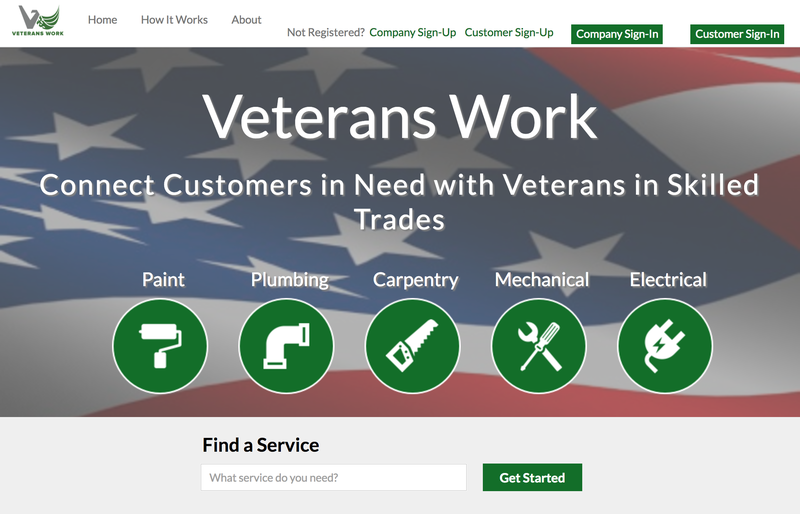 VETERANS WORK
Home How It Works About
Not Registered? Company Sign-Up Customer Sign-Up Company Sign-In Customer Sign-In
Veterans Work
Connect Customers in Need with Veterans in Skilled
Trades
Paint Plumbing Carpentry Mechanical Electrical
Find a Service
What service do you need? Get Started